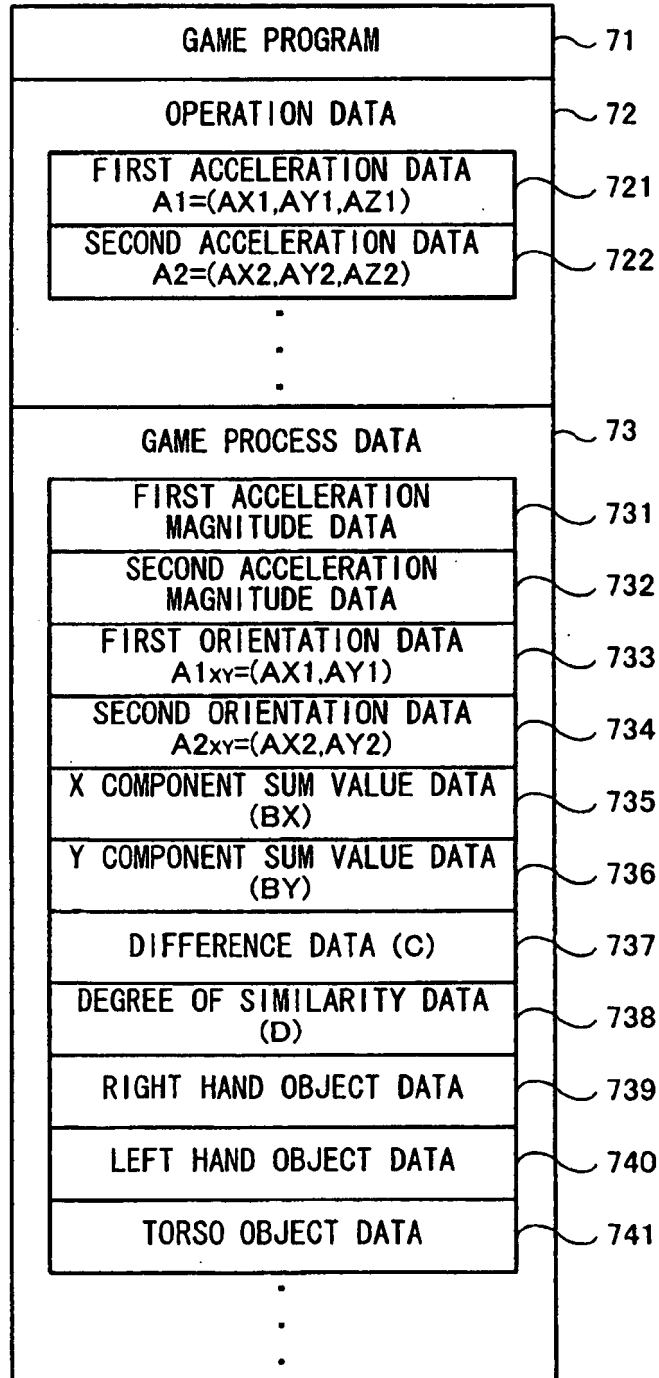 GAME PROGRAM 71
OPERATION DATA 72
FIRST ACCELERATION DATA
A1=(AX1,AY1,AZ1) 721
SECOND ACCELERATION DATA
A2=(AX2,AY2,AZ2) 722
GAME PROCESS DATA 73
FIRST ACCELERATION
MAGNITUDE DATA 731
SECOND ACCELERATION
MAGNITUDE DATA 732
FIRST ORIENTATION DATA
A1XY=(AX1,AY1) 733
SECOND ORIENTATION DATA
A2XY=(AX2,AY2) 734
X COMPONENT SUM VALUE DATA
(BX) 735
Y COMPONENT SUM VALUE DATA
(BY) 736
DIFFERENCE DATA (C) 737
DEGREE OF SIMILARITY DATA
(D) 738
RIGHT HAND OBJECT DATA 739
LEFT HAND OBJECT DATA 740
TORSO OBJECT DATA 741